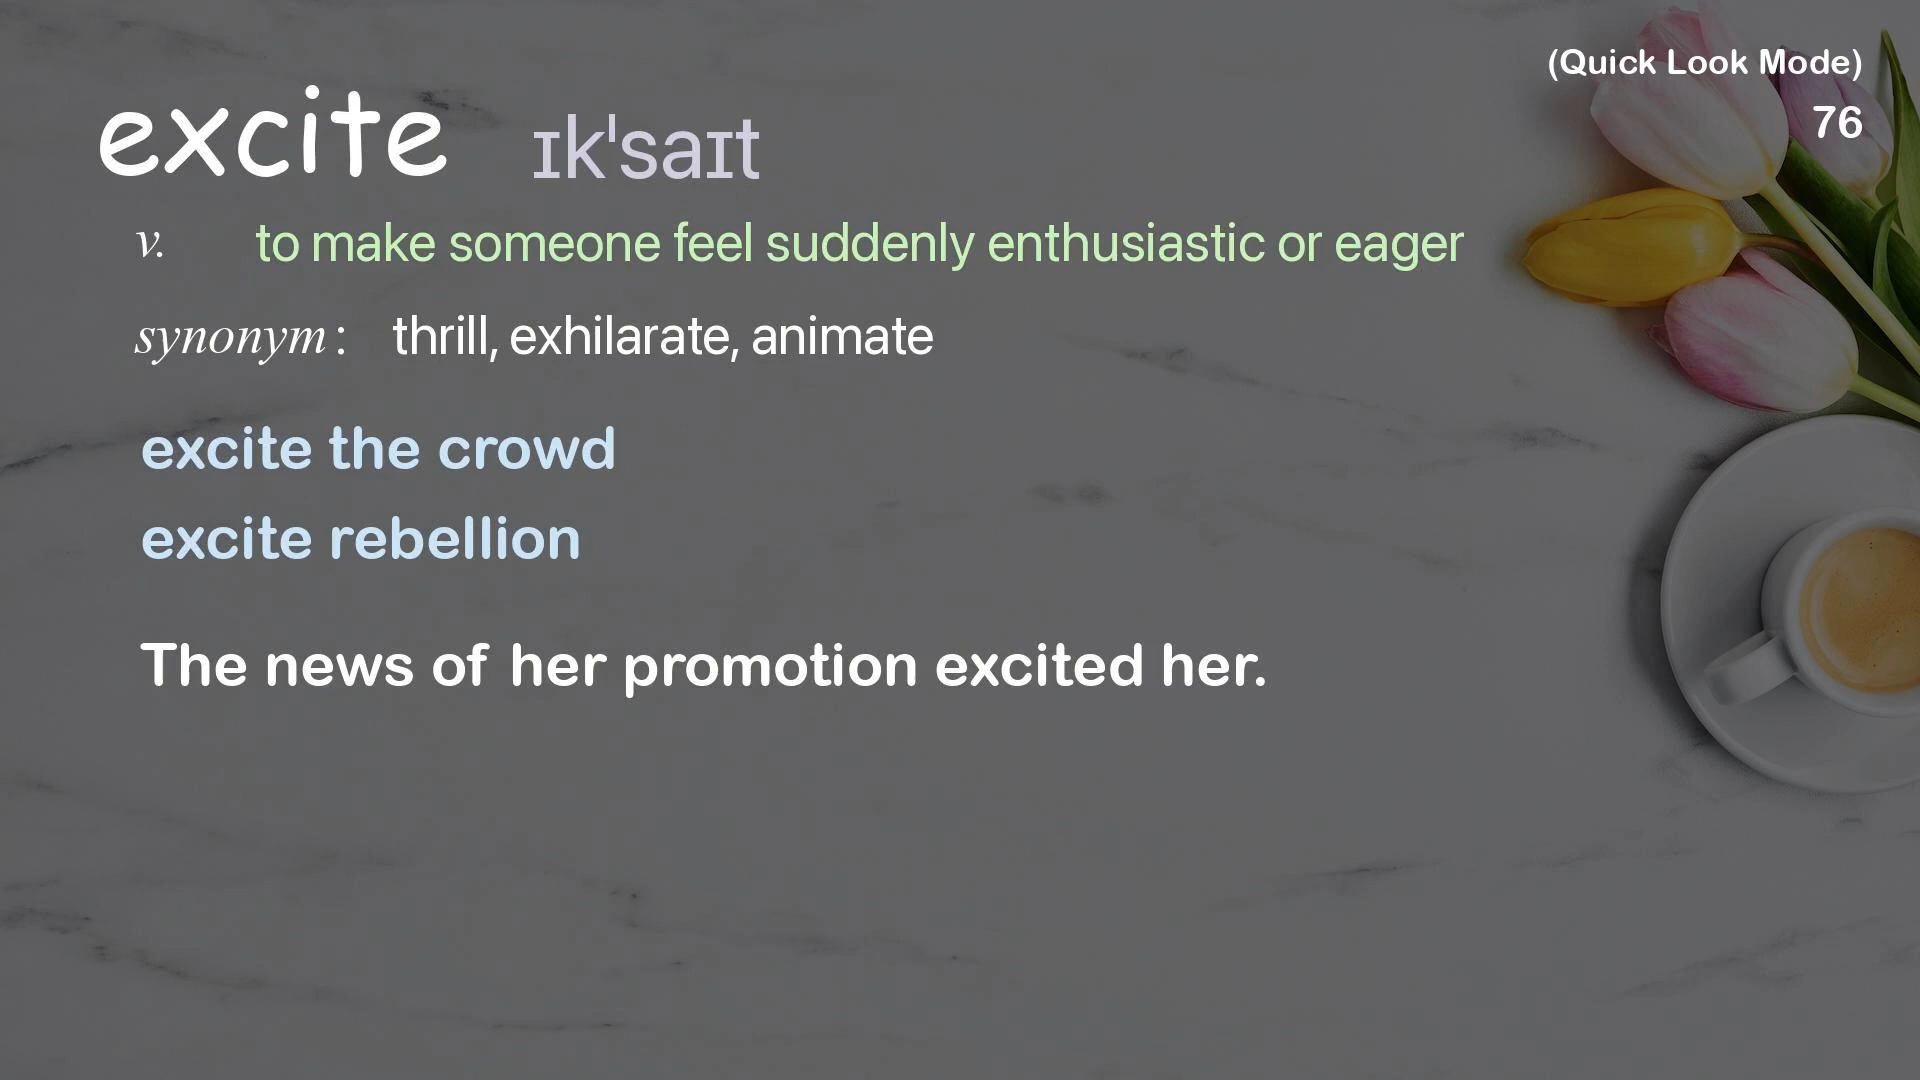 (Quick Look Mode)
76
excite ɪkˈsaɪt
v. to make someone feel suddenly enthusiastic or eager
synonym: thrill, exhilarate, animate
excite the crowd
excite rebellion
The news of her promotion excited her.